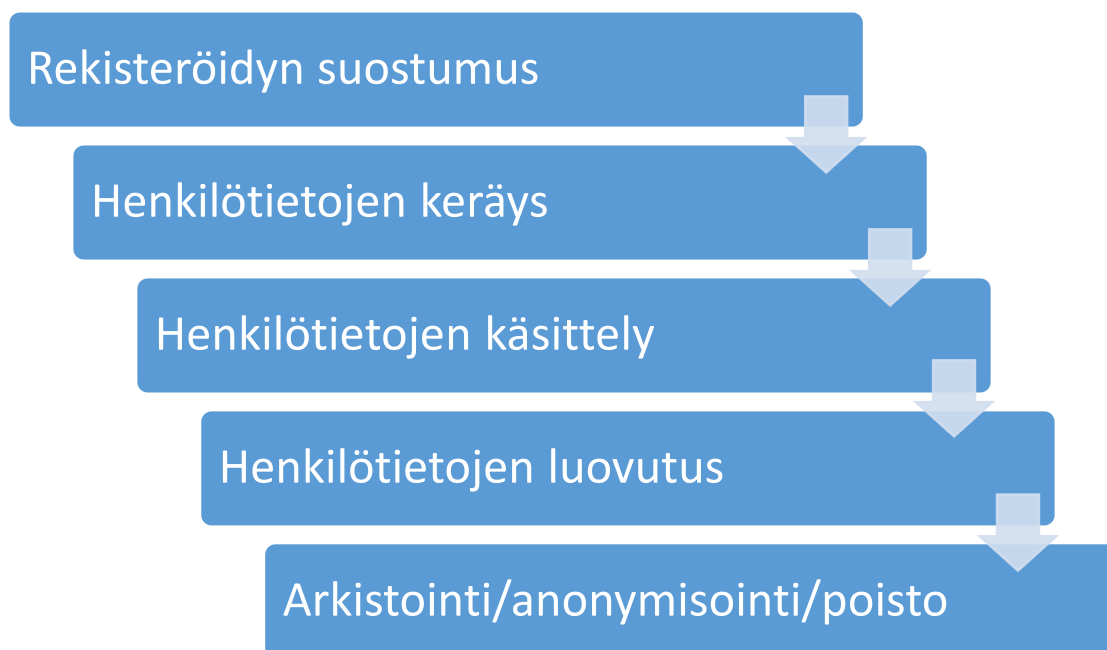 Rekisteröidyn suostumus
Henkilötietojen keräys
Henkilötietojen käsittely
Henkilötietojen luovutus
Arkistointi/anonymisointi/poisto